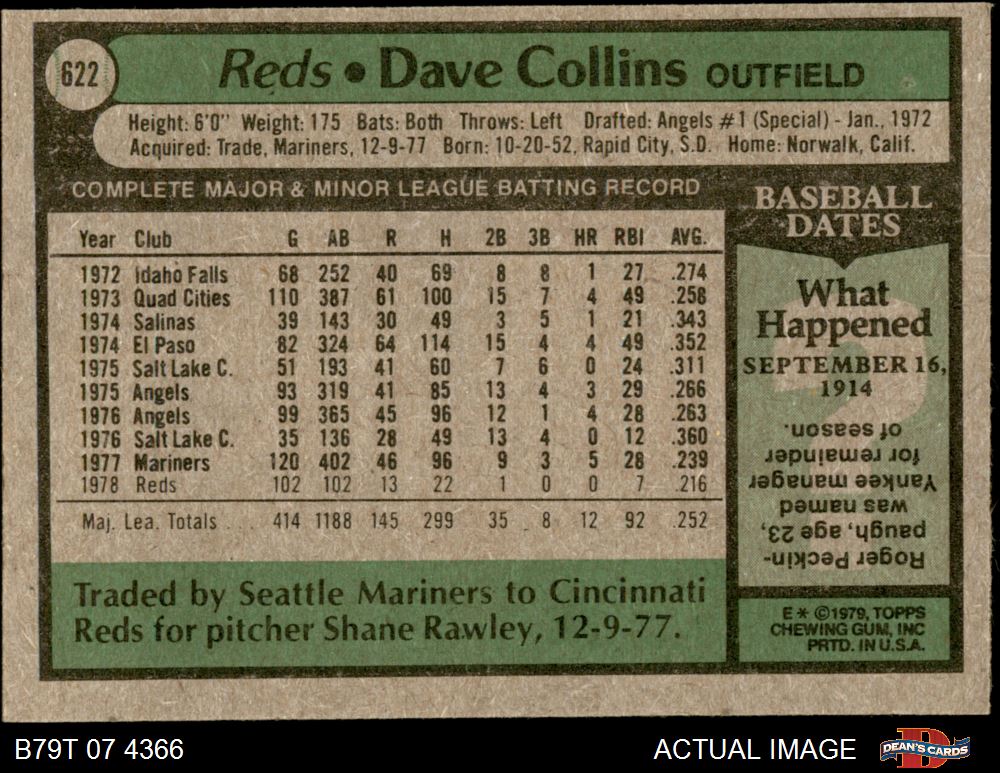 622
Reds • Dave Collins OUTFIELD
Height: 6'0" Weight: 175 Bats: Both Throws: Left Drafted: Angels #1 (Special) - Jan., 1972
Acquired: Trade, Mariners, 12-9-77 Born: 10-20-52, Rapid City, S.D. Home: Norwalk, Calif.
COMPLETE MAJOR & MINOR LEAGUE BATTING RECORD
Year Club G AB R H 2B 3B HR RBI AVG.
1972 Idaho Falls 68 252 40 69 8 8 1 27 .274
1973 Quad Cities 110 387 61 100 15 7 4 49 .258
1974 Salinas 39 143 30 49 3 5 1 21 .343
1974 El Paso 82 324 64 114 15 4 4 49 .352
1975 Salt Lake C. 51 193 41 60 7 6 0 24 .311
1975 Angels 93 319 41 85 13 4 3 29 .266
1976 Angels 99 365 45 96 12 1 4 28 .263
1976 Salt Lake C. 35 136 28 49 13 4 0 12 .360
1977 Mariners 120 402 46 96 9 3 5 28 .239
1978 Reds 102 102 13 22 1 0 0 7 .216
Maj. Lea. Totals . . . 414 1188 145 299 35 8 12 92 .252
Traded by Seattle Mariners to Cincinnati
Reds for pitcher Shane Rawley, 12-9-77.
BASEBALL
DATES
What
Happened
SEPTEMBER 16,
1914
Roger Peckin-
paugh, age 23,
was named
Yankee manager
for remainder
of season.
E * ©1979, TOPPS
CHEWING GUM, INC
PRTD. IN U.S.A.
B79T 07 4366
ACTUAL IMAGE
DEAN'S CARDS